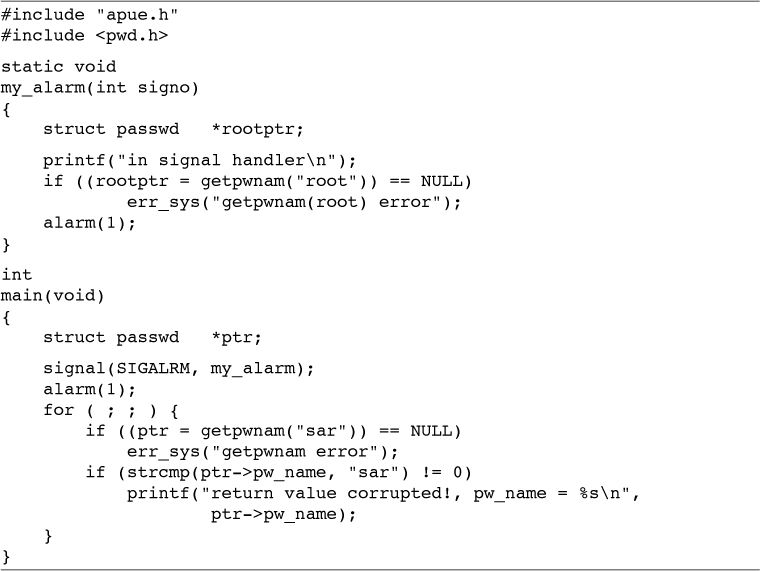 #include "apue.h"
#include <pwd.h>
static void
my_alarm(int signo)
{
    struct passwd   *rootptr;
    printf("in signal handler\n");
    if ((rootptr = getpwnam("root")) == NULL)
            err_sys("getpwnam(root) error");
    alarm(1);
}
int
main(void)
{
    struct passwd   *ptr;
    signal(SIGALRM, my_alarm);
    alarm(1);
    for ( ; ; ) {
        if ((ptr = getpwnam("sar")) == NULL)
            err_sys("getpwnam error");
        if (strcmp(ptr->pw_name, "sar") != 0)
            printf("return value corrupted!, pw_name = %s\n",
                    ptr->pw_name);
    }
}